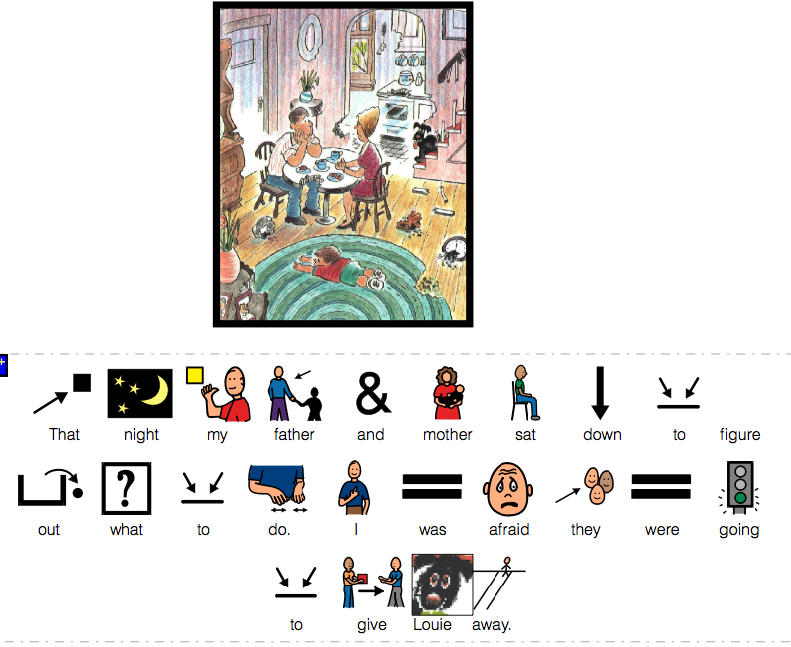 That night my father and mother sat down to figure
out what to do. I was afraid they were going
to give Louie away.